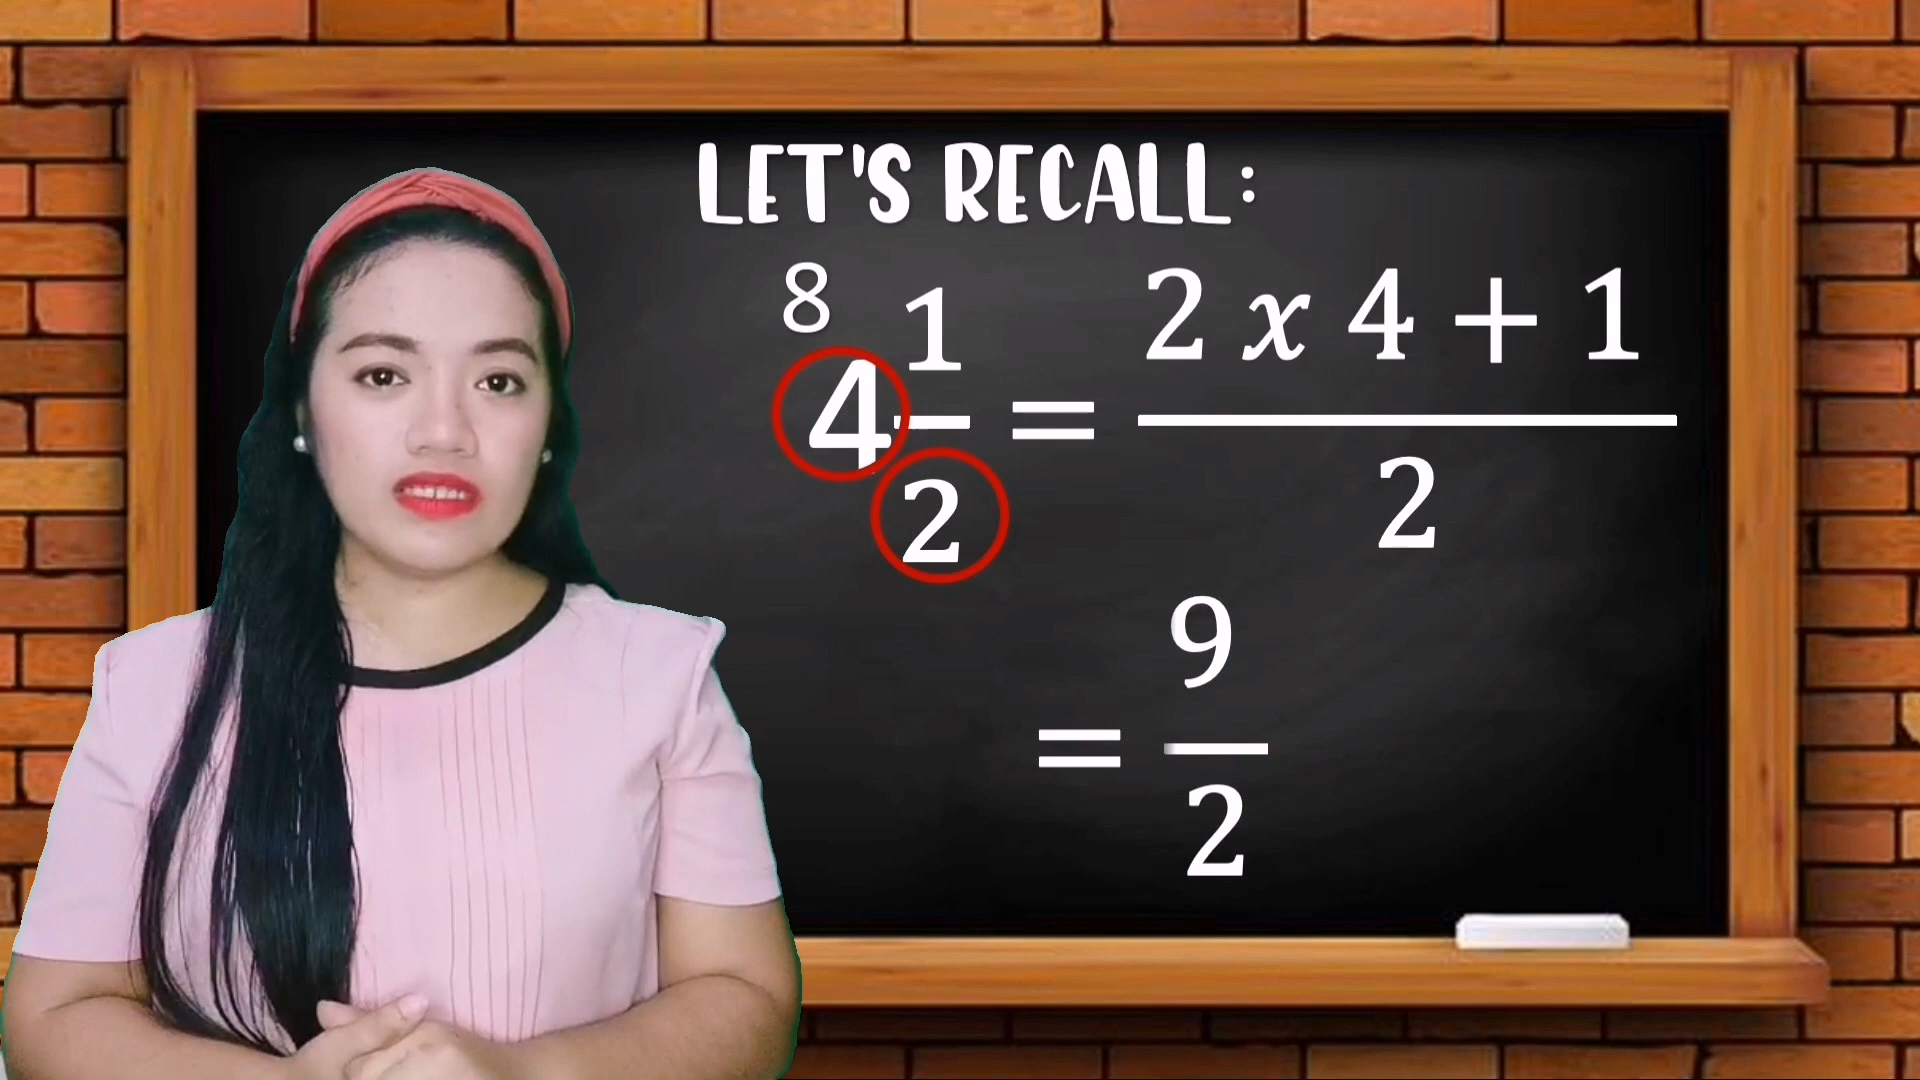 LET'S RECALL:
8
4 1/2 = 2 x 4 + 1 / 2
= 9/2